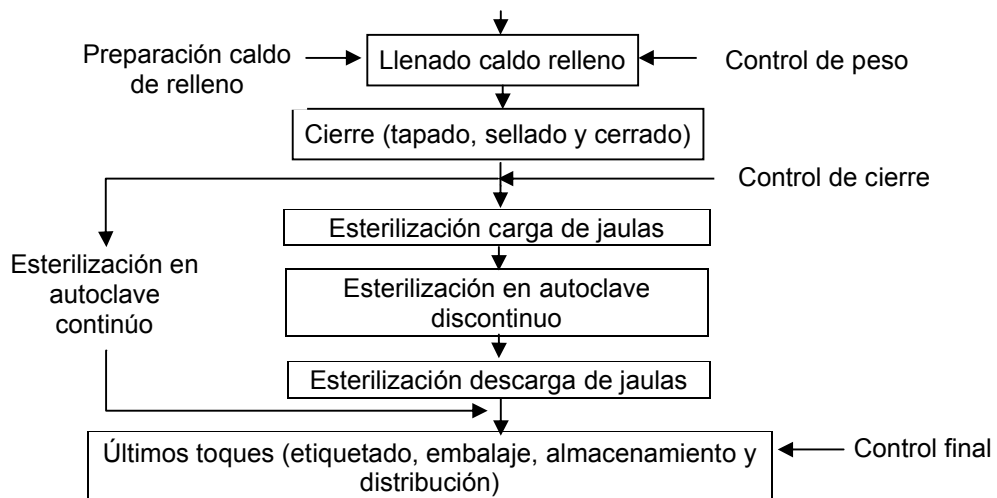 Preparación caldo
de relleno
Llenado caldo relleno
Control de peso
Cierre (tapado, sellado y cerrado)
Control de cierre
Esterilización carga de jaulas
Esterilización en
autoclave
continúo
Esterilización en autoclave
discontinuo
Esterilización descarga de jaulas
Últimos toques (etiquetado, embalaje, almacenamiento y
distribución)
Control final